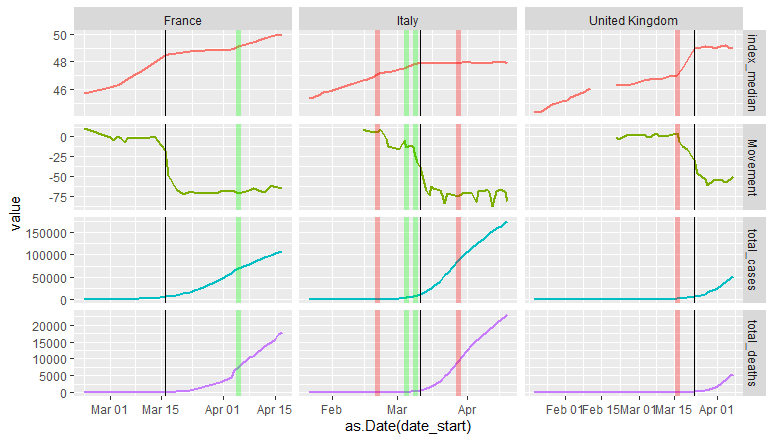 France Italy United Kingdom
50
48
46
index_median
0
-25
-50
-75
Movement
value
150000
100000
50000
0
total_cases
20000
15000
10000
5000
0
total_deaths
Mar 01 Mar 15 Apr 01 Apr 15 Feb Mar Apr Feb 01 Feb 15 Mar 01 Mar 15 Apr 01
as.Date(date_start)